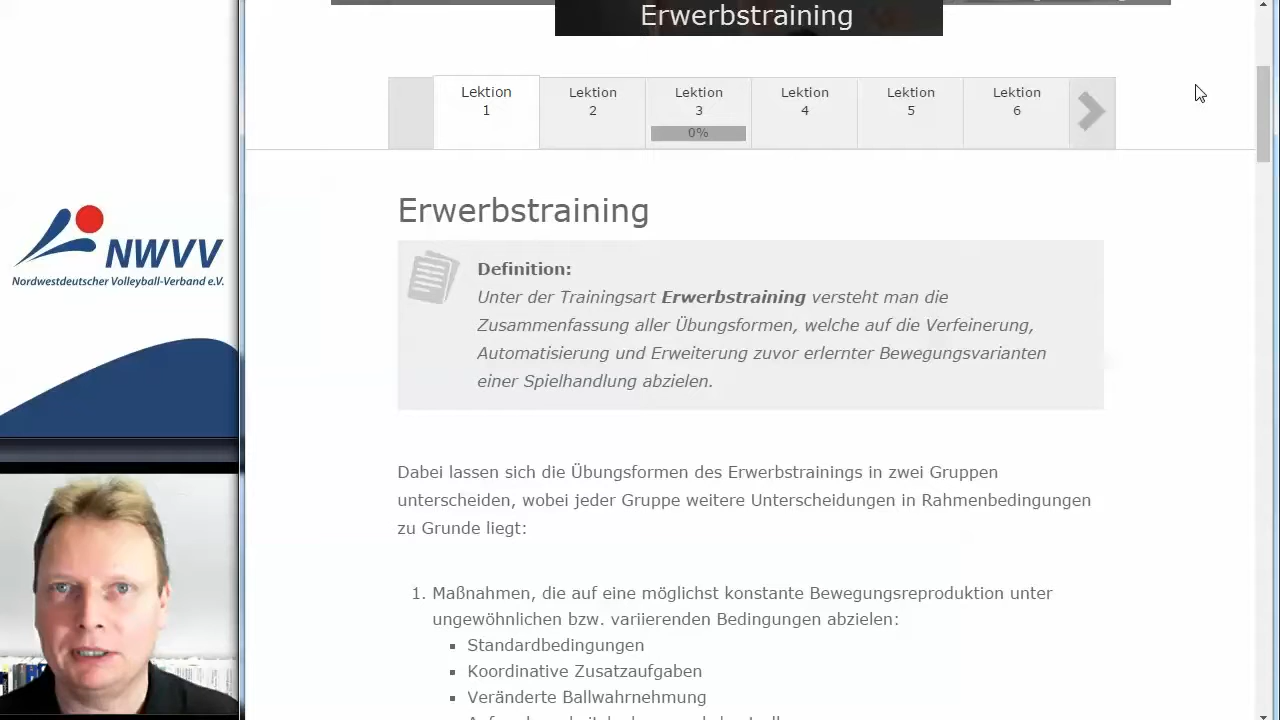 Erwerbstraining
Lektion
1
Lektion
2
Lektion
3
0%
Lektion
4
Lektion
5
Lektion
6
NWVV
Nordwestdeutscher Volleyball-Verband e.V.
Erwerbstraining
Definition:
Unter der Trainingsart Erwerbstraining versteht man die
Zusammenfassung aller Übungsformen, welche auf die Verfeinerung,
Automatisierung und Erweiterung zuvor erlernter Bewegungsvarianten
einer Spielhandlung abzielen.
Dabei lassen sich die Übungsformen des Erwerbstrainings in zwei Gruppen
unterscheiden, wobei jeder Gruppe weitere Unterscheidungen in Rahmenbedingungen
zu Grunde liegt:
1. Maßnahmen, die auf eine möglichst konstante Bewegungsreproduktion unter
ungewöhnlichen bzw. variierenden Bedingungen abzielen:
▪ Standardbedingungen
▪ Koordinative Zusatzaufgaben
▪ Veränderte Ballwahrnehmung